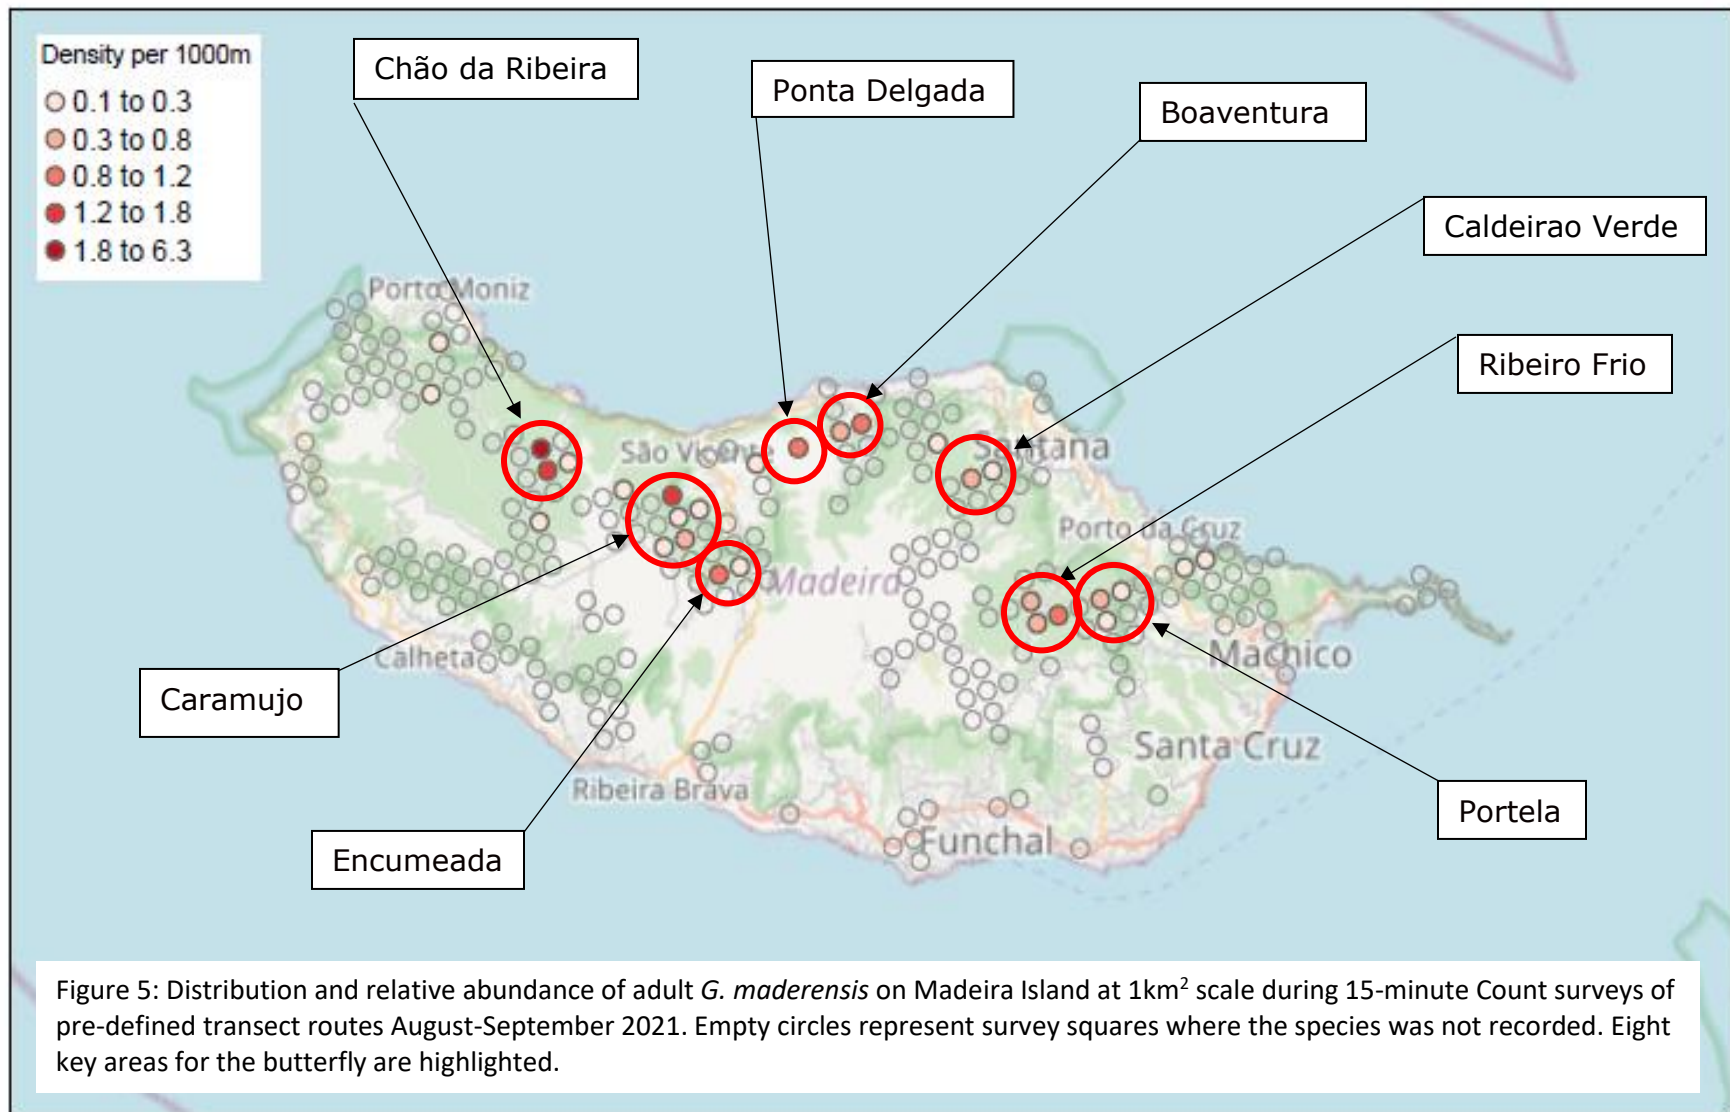 Density per 1000m
0.1 to 0.3
0.3 to 0.8
0.8 to 1.2
1.2 to 1.8
1.8 to 6.3
Chão da Ribeira
Ponta Delgada
Boaventura
Caldeirao Verde
Ribeiro Frio
Porto Moniz
São Vicente
Santana
Porto da Cruz
Madeira
Calheta
Machico
Caramujo
Santa Cruz
Ribeira Brava
Portela
Funchal
Encumeada
Figure 5: Distribution and relative abundance of adult G. maderensis on Madeira Island at 1km² scale during 15-minute Count surveys of
pre-defined transect routes August-September 2021. Empty circles represent survey squares where the species was not recorded. Eight
key areas for the butterfly are highlighted.